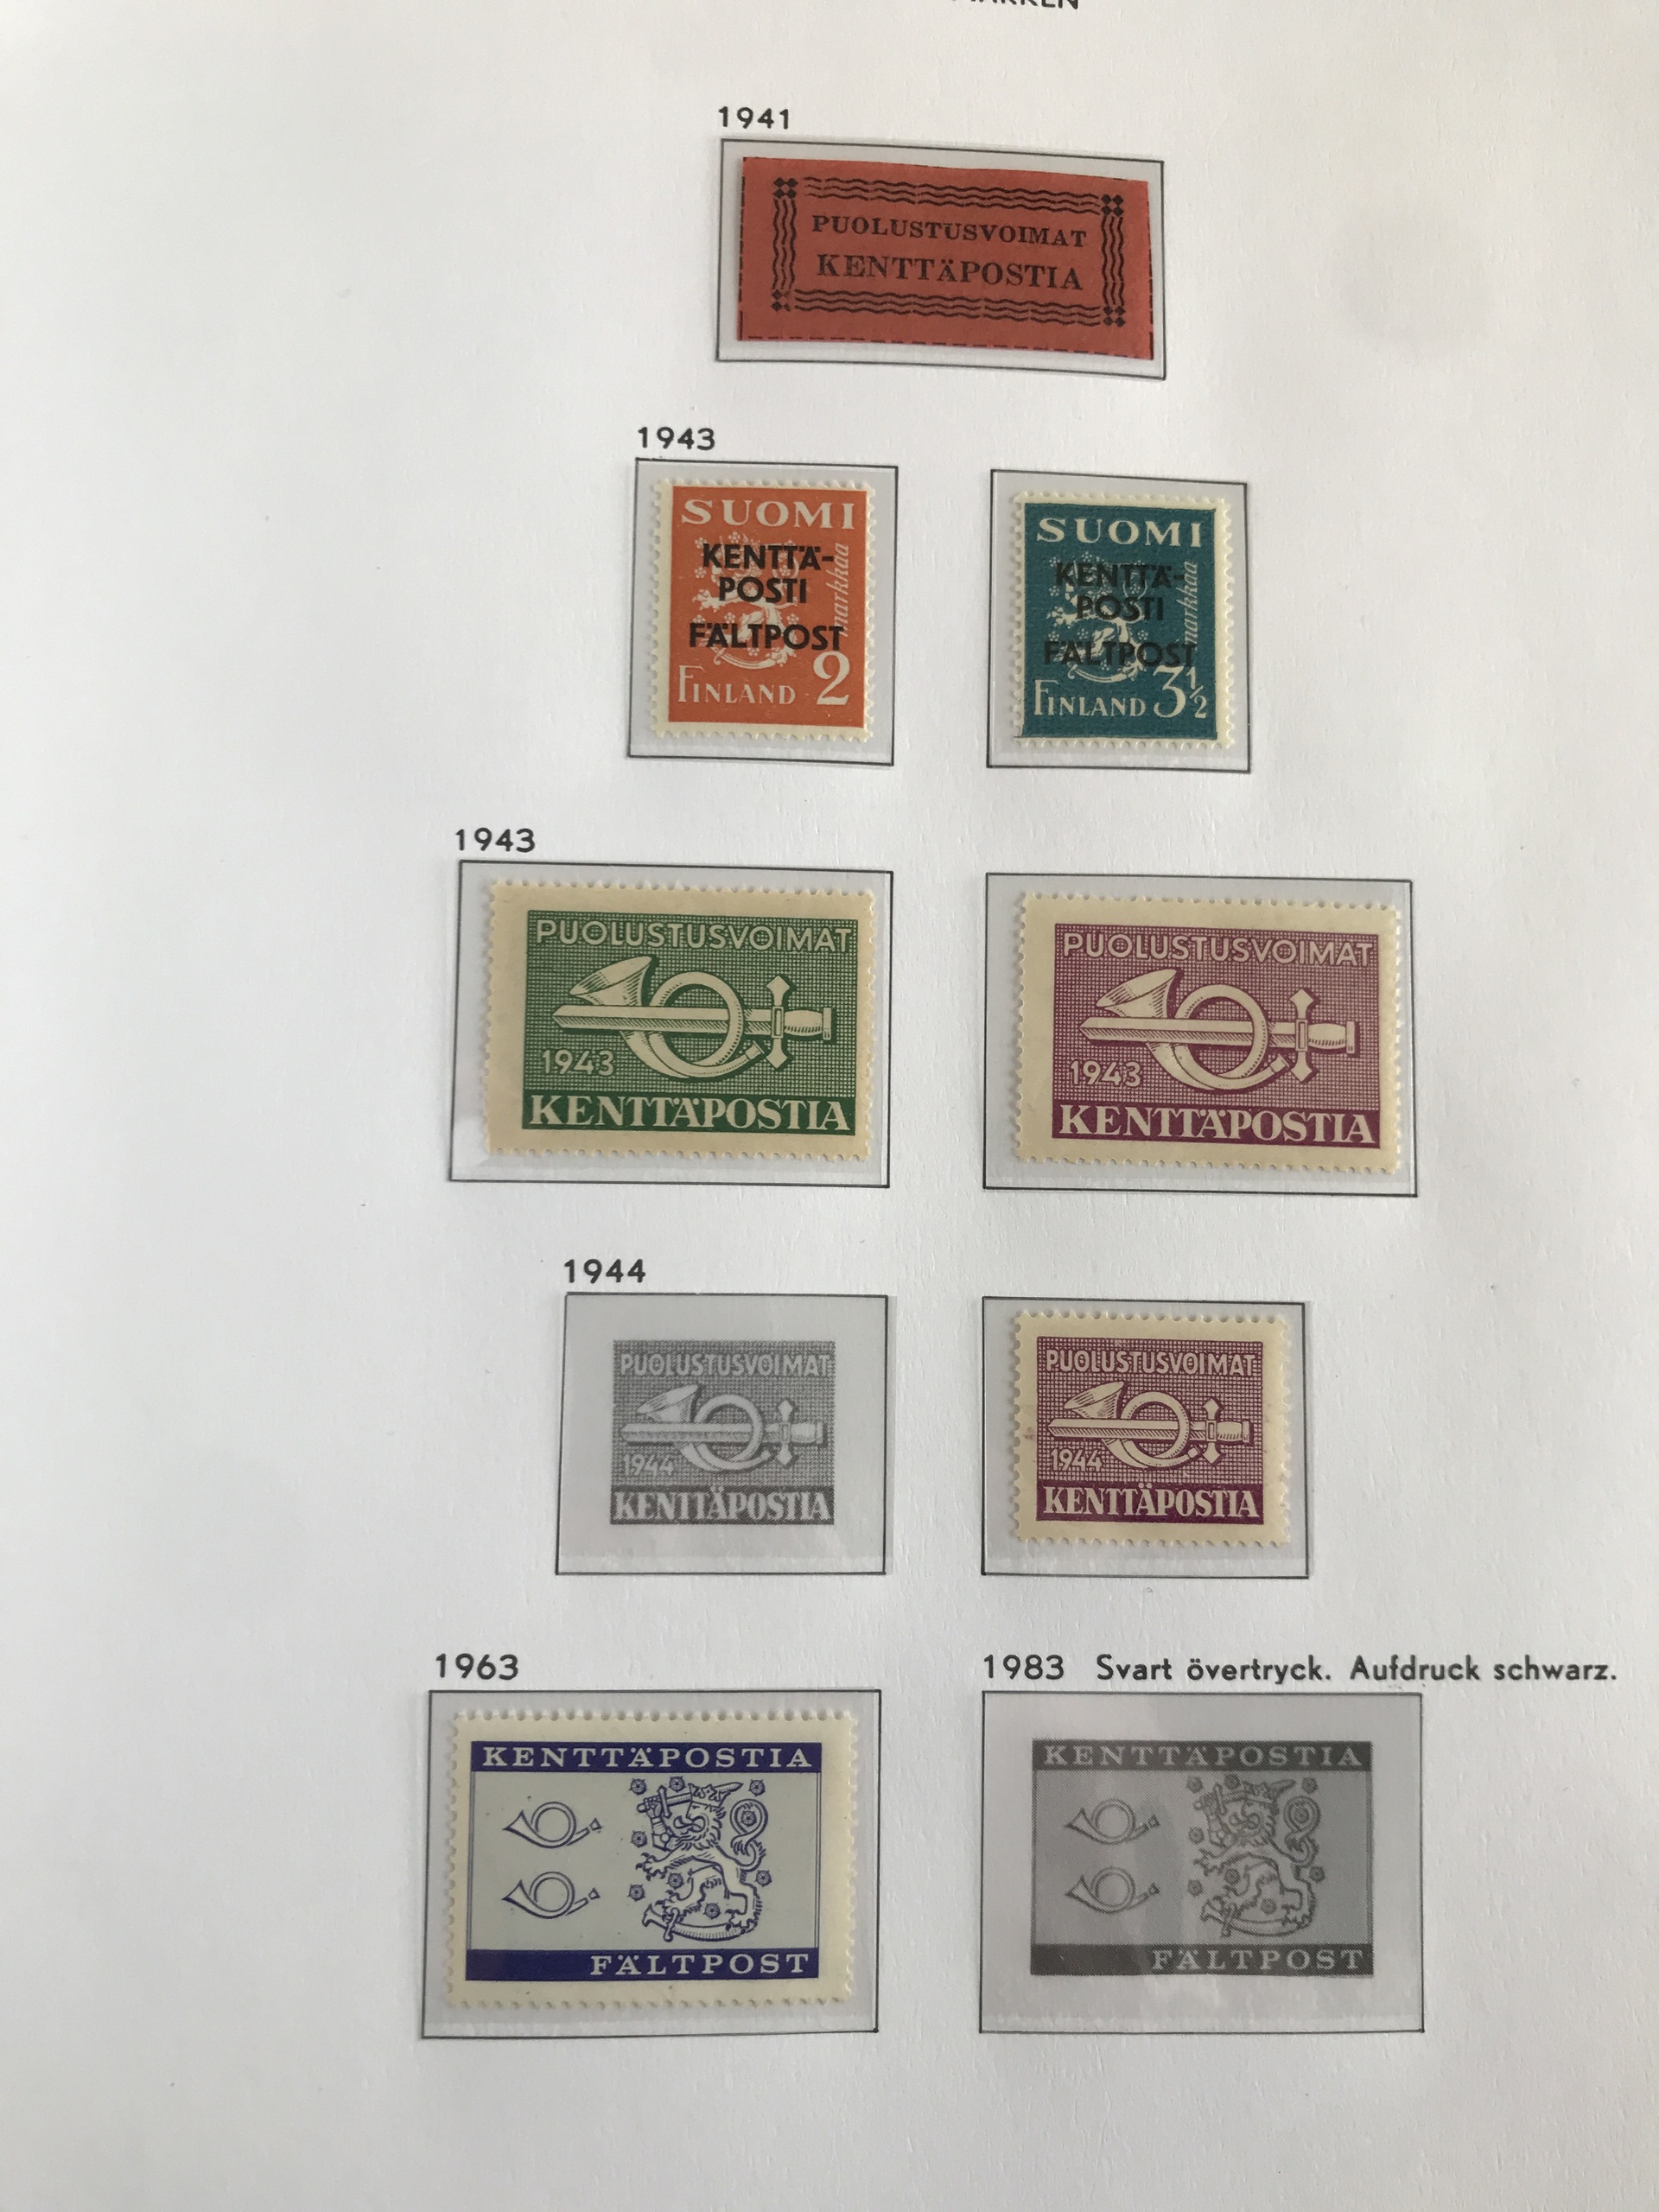 1941
PUOLUSTUSVOIMAT
KENTTÄPOSTIA
1943
SUOMI
KENTTÄ-
POSTI
FÄLTPOST
markkaa
FINLAND 2
SUOMI
KENTTÄ-
POSTI
FÄLTPOST
markkaa
FINLAND 3½
1943
PUOLUSTUSVOIMAT
1943
KENTTÄPOSTIA
PUOLUSTUSVOIMAT
1943
KENTTÄPOSTIA
1944
PUOLUSTUSVOIMAT
1944
KENTTÄPOSTIA
PUOLUSTUSVOIMAT
1944
KENTTÄPOSTIA
1963
KENTTÄPOSTIA
FÄLTPOST
1983 Svart övertryck. Aufdruck schwarz.
KENTTÄPOSTIA
FÄLTPOST